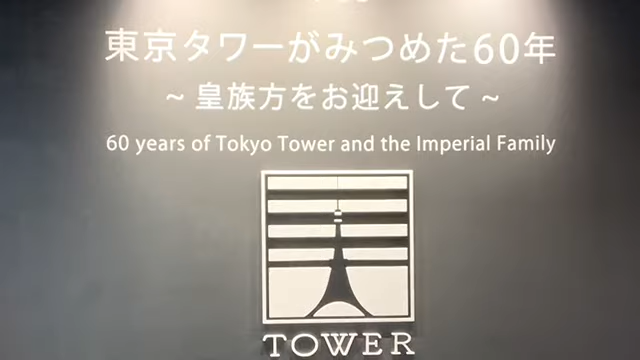 東京タワーがみつめた60年
~ 皇族方をお迎えして ~
60 years of Tokyo Tower and the Imperial Family
TOWER